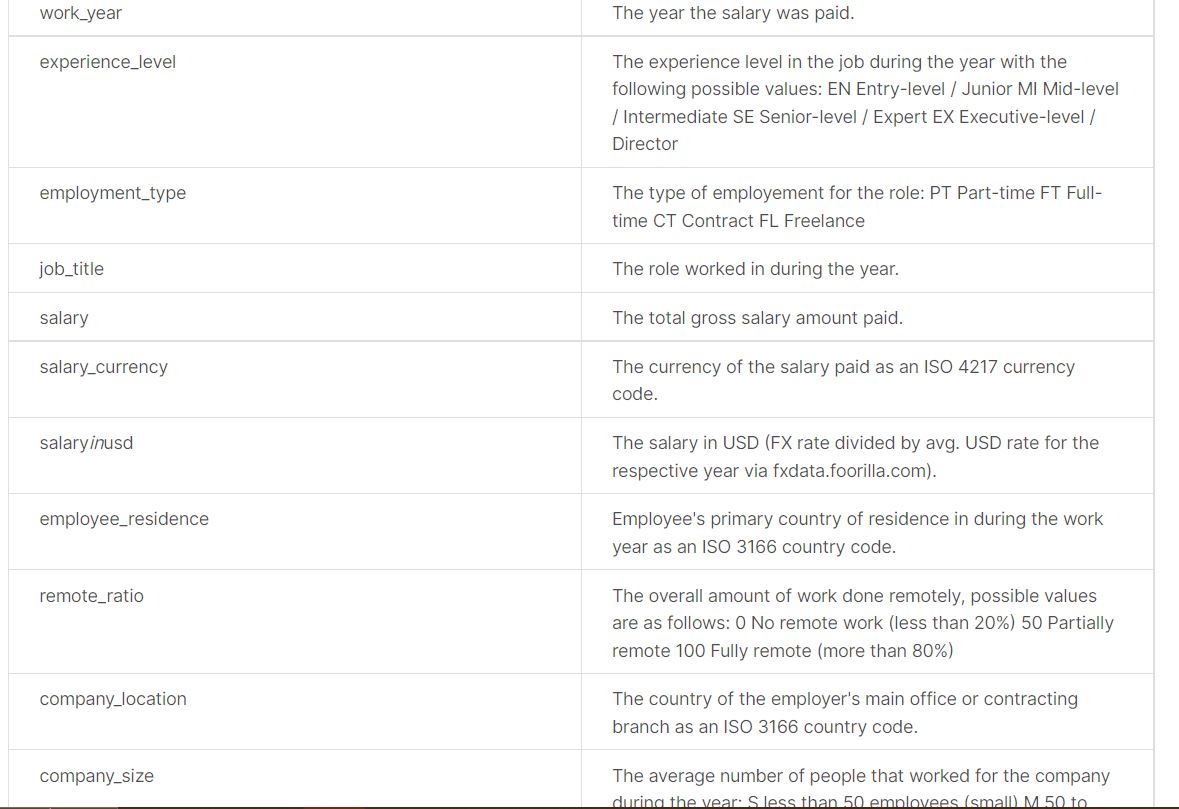 work_year
The year the salary was paid.
experience_level
The experience level in the job during the year with the
following possible values: EN Entry-level / Junior MI Mid-level
/ Intermediate SE Senior-level / Expert EX Executive-level /
Director
employment_type
The type of employement for the role: PT Part-time FT Full-
time CT Contract FL Freelance
job_title
The role worked in during the year.
salary
The total gross salary amount paid.
salary_currency
The currency of the salary paid as an ISO 4217 currency
code.
salaryinusd
The salary in USD (FX rate divided by avg. USD rate for the
respective year via fxdata.foorilla.com).
employee_residence
Employee's primary country of residence in during the work
year as an ISO 3166 country code.
remote_ratio
The overall amount of work done remotely, possible values
are as follows: 0 No remote work (less than 20%) 50 Partially
remote 100 Fully remote (more than 80%)
company_location
The country of the employer's main office or contracting
branch as an ISO 3166 country code.
company_size
The average number of people that worked for the company
during the year: S less than 50 employees (small) M 50 to